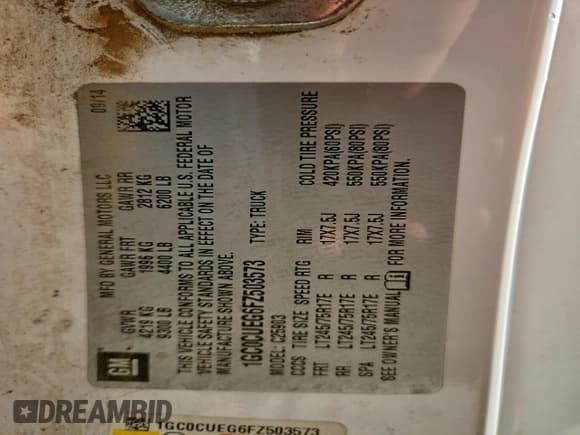 MFD BY GENERAL MOTORS LLC 09/14
GVWR GAWR FRT GAWR RR
4219 KG 1996 KG 2812 KG
9300 LB 4400 LB 6200 LB
THIS VEHICLE CONFORMS TO ALL APPLICABLE U.S. FEDERAL MOTOR
VEHICLE SAFETY STANDARDS IN EFFECT ON THE DATE OF
MANUFACTURE SHOWN ABOVE.
1GC0CUEG6FZ503573 TYPE: TRUCK
MODEL: C25903
CCCS TIRE SIZE SPEED RTG RIM COLD TIRE PRESSURE
FRT LT245/75R17E R 17X7.5J 420KPA(60PSI)
RR LT245/75R17E R 17X7.5J 550KPA(80PSI)
SPA LT245/75R17E R 17X7.5J 550KPA(80PSI)
SEE OWNER'S MANUAL FOR MORE INFORMATION.
GM
1GC0CUEG6FZ503573
DREAMBID